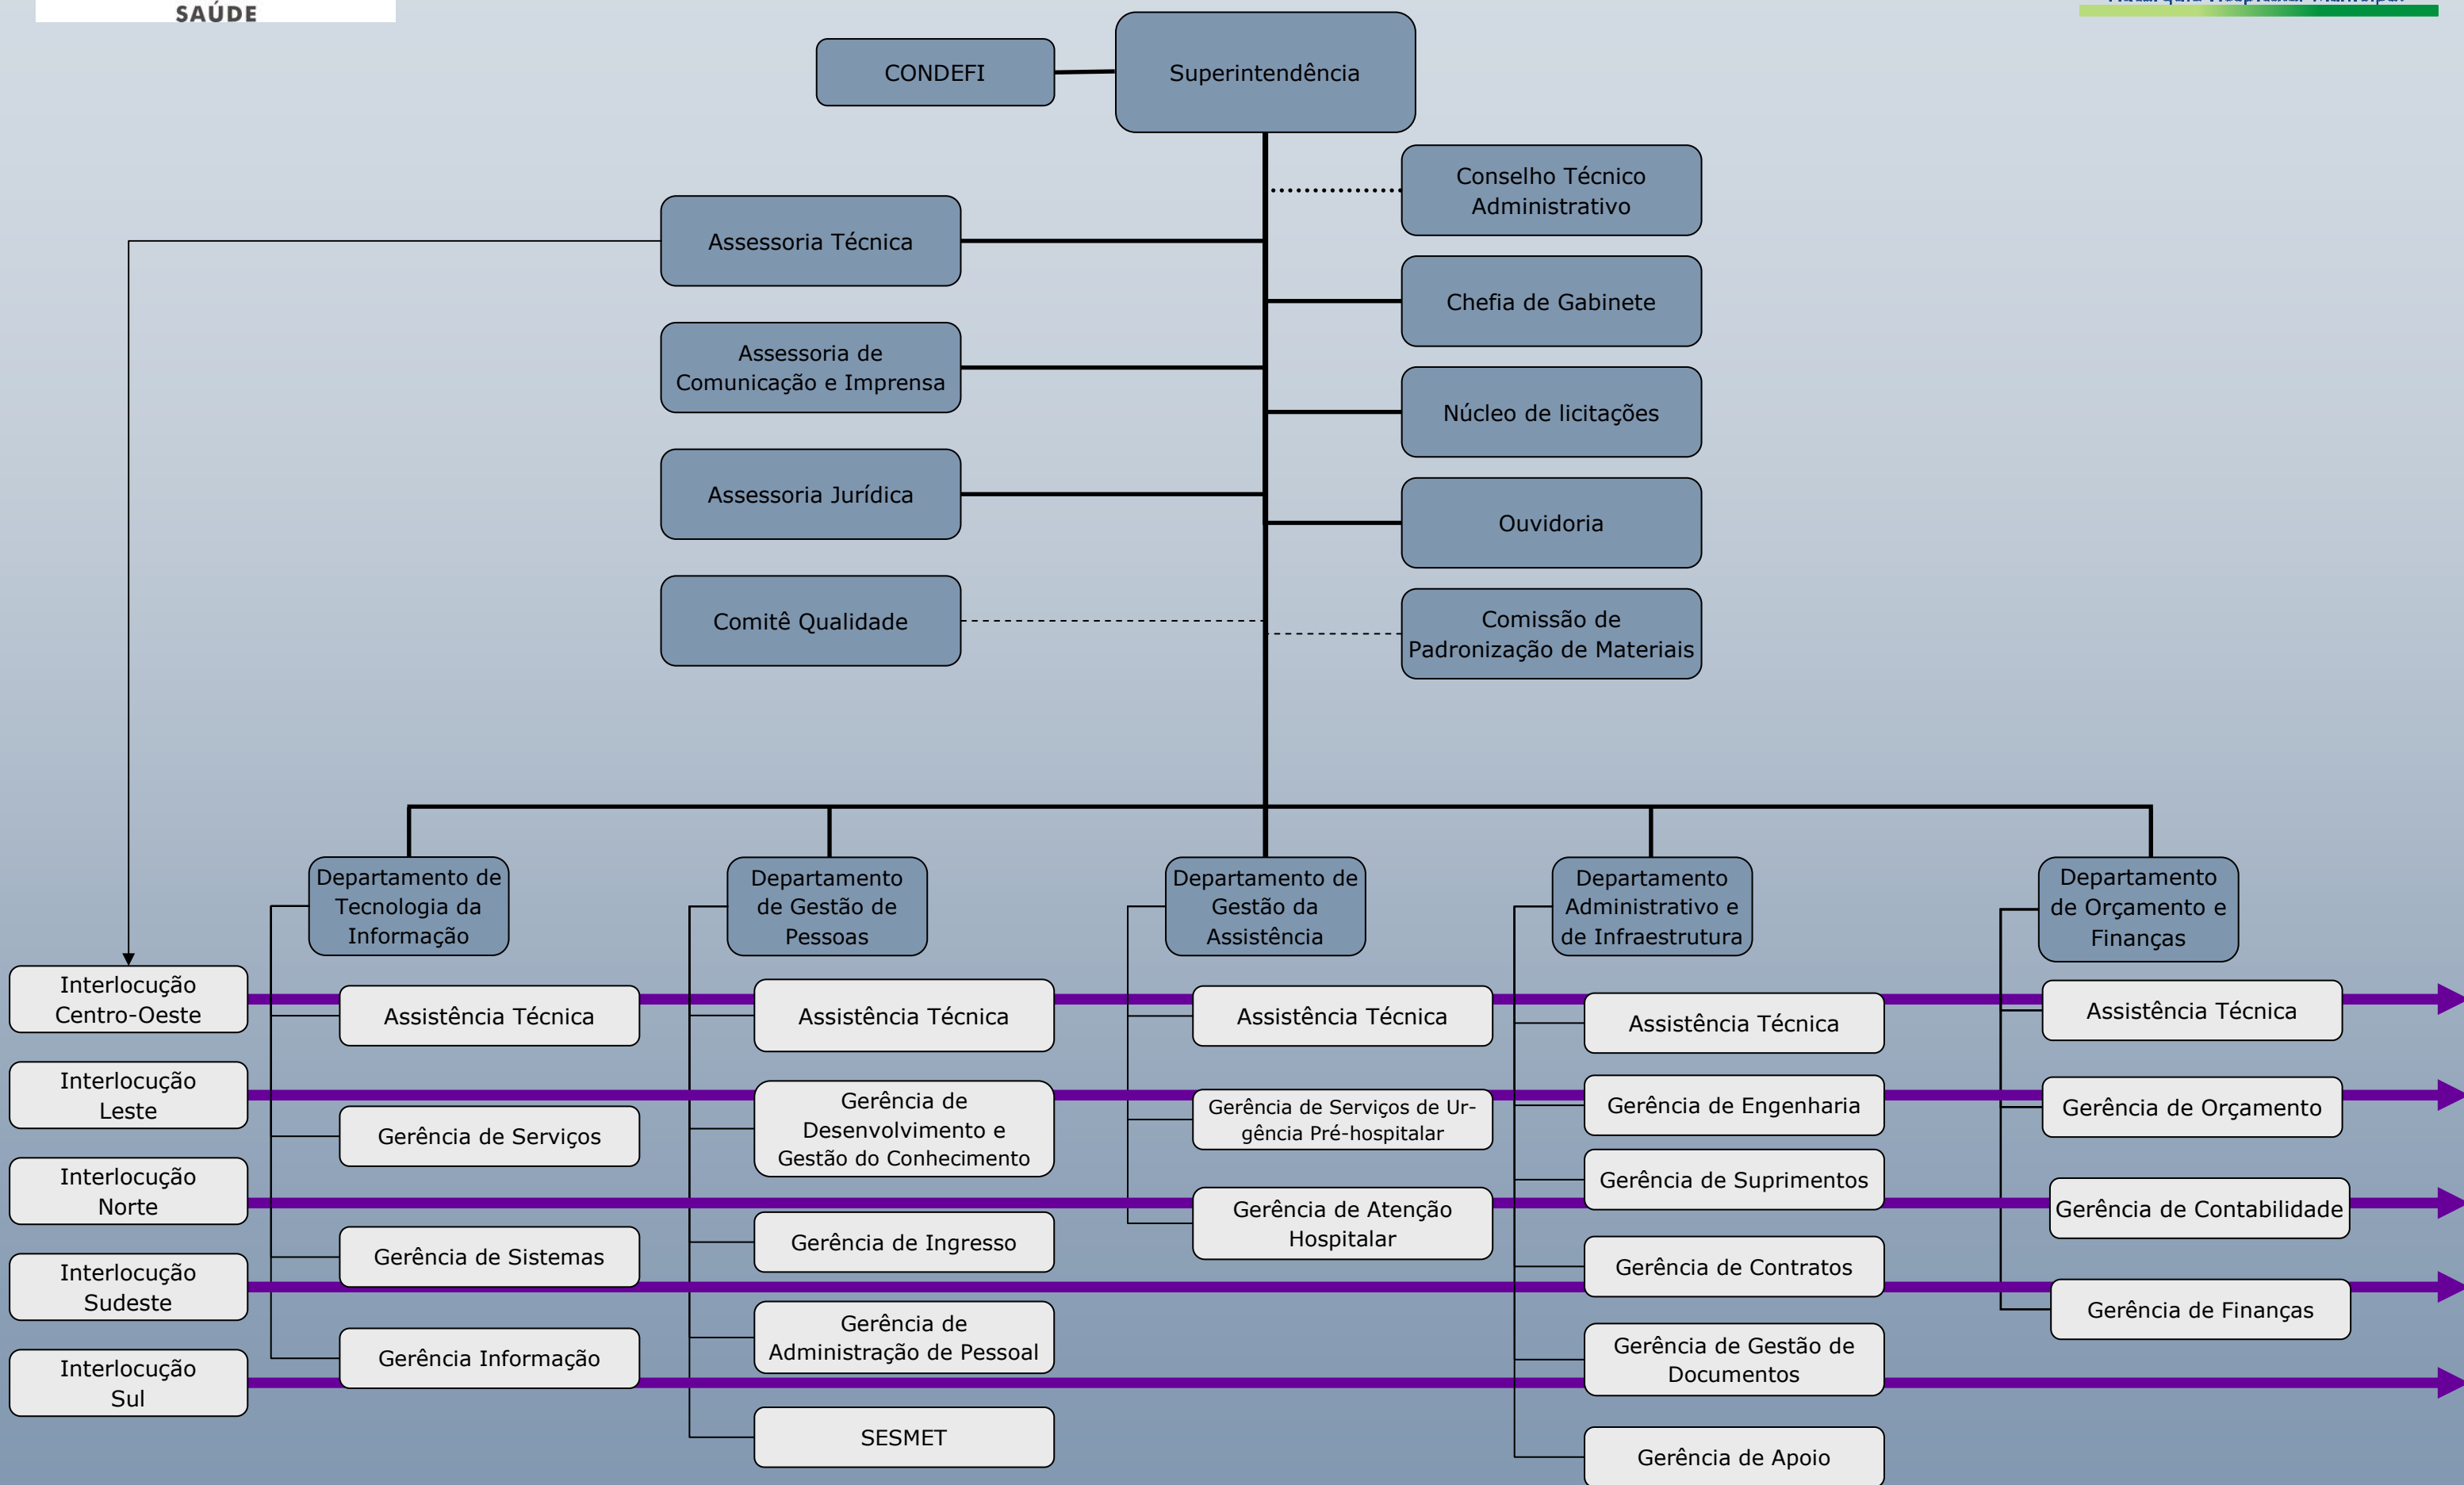 SAÚDE
CONDEFI
Superintendência
Conselho Técnico
Administrativo
Assessoria Técnica
Chefia de Gabinete
Assessoria de
Comunicação e Imprensa
Núcleo de licitações
Assessoria Jurídica
Ouvidoria
Comitê Qualidade
Comissão de
Padronização de Materiais
Departamento de
Tecnologia da
Informação
Departamento
de Gestão de
Pessoas
Departamento de
Gestão da
Assistência
Departamento
Administrativo e
de Infraestrutura
Departamento
de Orçamento e
Finanças
Interlocução
Centro-Oeste
Interlocução
Leste
Interlocução
Norte
Interlocução
Sudeste
Interlocução
Sul
Assistência Técnica
Gerência de Serviços
Gerência de Sistemas
Gerência Informação
Assistência Técnica
Gerência de
Desenvolvimento e
Gestão do Conhecimento
Gerência de Ingresso
Gerência de
Administração de Pessoal
SESMET
Assistência Técnica
Gerência de Serviços de Ur-
gência Pré-hospitalar
Gerência de Atenção
Hospitalar
Assistência Técnica
Gerência de Engenharia
Gerência de Suprimentos
Gerência de Contratos
Gerência de Gestão de
Documentos
Gerência de Apoio
Assistência Técnica
Gerência de Orçamento
Gerência de Contabilidade
Gerência de Finanças